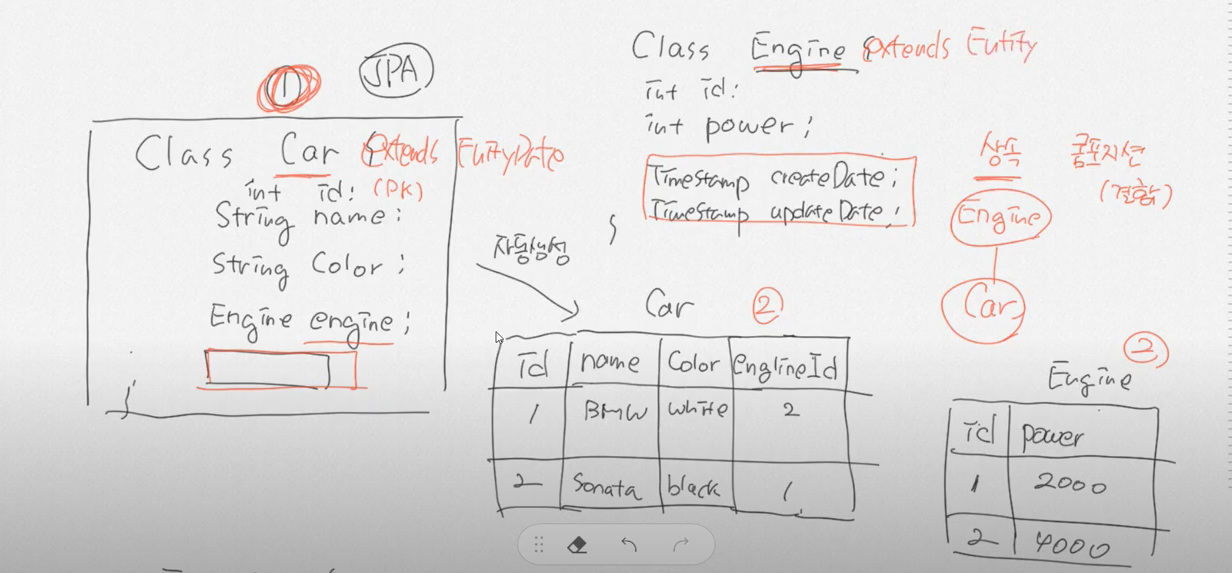 ① JPA
Class Car { extends EntityDate
int id; (PK)
String name;
String Color;
Engine engine;
}
Class Engine { extends Entity
int id;
int power;
Timestamp createDate;
Timestamp updateDate;
}
상속 콤포지션
(결합)
Engine
Car
자동생성
Car ②
id name Color englineId
1 BMW white 2
2 Sonata black 1
②
Engine
id power
1 2000
2 4000